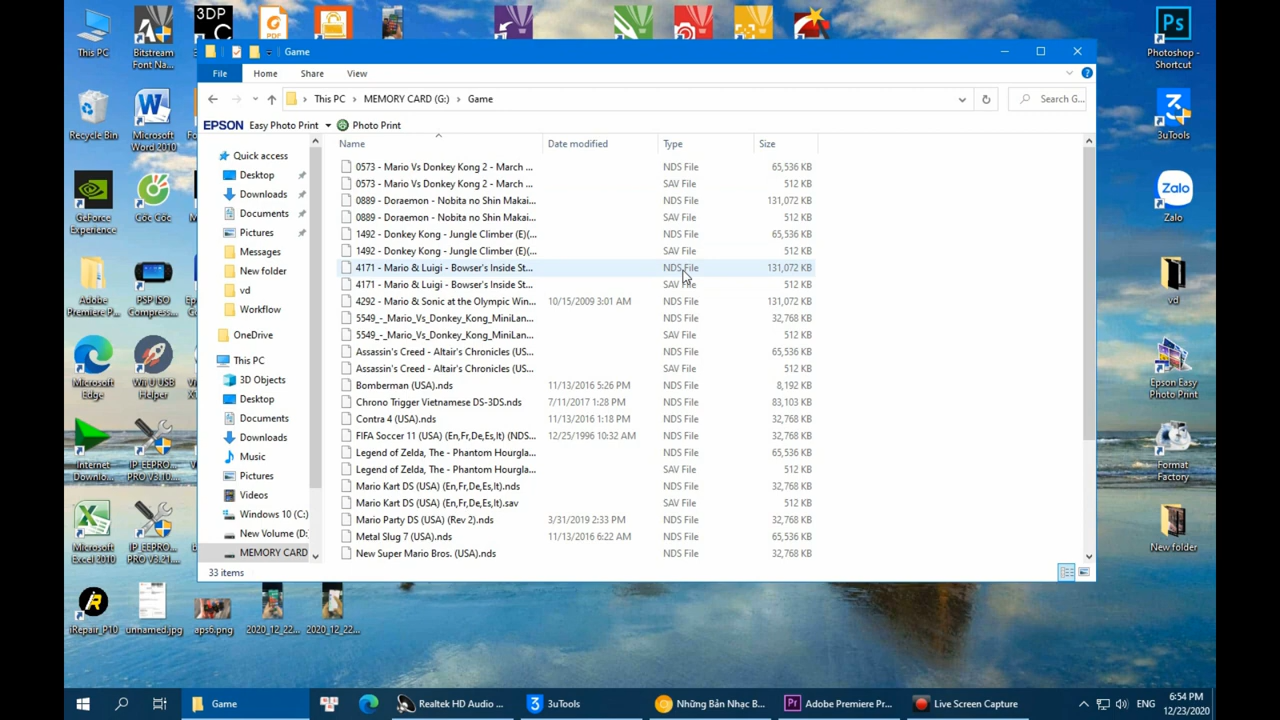 This PC
Bitstream
Font Na...
3DP
PDF
Ps
Photoshop -
Shortcut
Game
File
Home
Share
View
This PC
MEMORY CARD (G:)
Game
Search G...
EPSON
Easy Photo Print
Photo Print
Recycle Bin
Microsoft
Word 2010
Quick access
Desktop
Downloads
Documents
Pictures
Messages
New folder
vd
Workflow
OneDrive
This PC
3D Objects
Desktop
Documents
Downloads
Music
Pictures
Videos
Windows 10 (C:)
New Volume (D:
MEMORY CARD
Name
Date modified
Type
Size
0573 - Mario Vs Donkey Kong 2 - March ... NDS File 65,536 KB
0573 - Mario Vs Donkey Kong 2 - March ... SAV File 512 KB
0889 - Doraemon - Nobita no Shin Makai... NDS File 131,072 KB
0889 - Doraemon - Nobita no Shin Makai... SAV File 512 KB
1492 - Donkey Kong - Jungle Climber (E)(... NDS File 65,536 KB
1492 - Donkey Kong - Jungle Climber (E)(... SAV File 512 KB
4171 - Mario & Luigi - Bowser's Inside St... NDS File 131,072 KB
4171 - Mario & Luigi - Bowser's Inside St... SAV File 512 KB
4292 - Mario & Sonic at the Olympic Win... 10/15/2009 3:01 AM NDS File 131,072 KB
5549_-_Mario_Vs_Donkey_Kong_MiniLan... NDS File 32,768 KB
5549_-_Mario_Vs_Donkey_Kong_MiniLan... SAV File 512 KB
Assassin's Creed - Altair's Chronicles (US... NDS File 65,536 KB
Assassin's Creed - Altair's Chronicles (US... SAV File 512 KB
Bomberman (USA).nds 11/13/2016 5:26 PM NDS File 8,192 KB
Chrono Trigger Vietnamese DS-3DS.nds 7/11/2017 1:28 PM NDS File 83,103 KB
Contra 4 (USA).nds 11/13/2016 1:18 PM NDS File 32,768 KB
FIFA Soccer 11 (USA) (En,Fr,De,Es,It) (NDS... 12/25/1996 10:32 AM NDS File 32,768 KB
Legend of Zelda, The - Phantom Hourgla... NDS File 65,536 KB
Legend of Zelda, The - Phantom Hourgla... SAV File 512 KB
Mario Kart DS (USA) (En,Fr,De,Es,It).nds NDS File 32,768 KB
Mario Kart DS (USA) (En,Fr,De,Es,It).sav SAV File 512 KB
Mario Party DS (USA) (Rev 2).nds 3/31/2019 2:33 PM NDS File 32,768 KB
Metal Slug 7 (USA).nds 11/13/2016 6:22 AM NDS File 65,536 KB
New Super Mario Bros. (USA).nds NDS File 32,768 KB
33 items
GeForce
Experience
Cốc Cốc
Adobe
Premiere P...
PSP ISO
Compress...
Microsoft
Edge
Wii U USB
Helper
Internet
Downlo...
IP EEPRO...
PRO V3.10...
Microsoft
Excel 2010
IP EEPRO...
PRO V3.21...
iRepair_P10
unnamed.jpg
aps6.png
2020_12_22...
2020_12_22...
3uTools
Zalo
Zalo
vd
Epson Easy
Photo Print
Format
Factory
New folder
Game
Realtek HD Audio ...
3uTools
Những Bản Nhạc B...
Adobe Premiere Pr...
Live Screen Capture
ENG
6:54 PM
12/23/2020